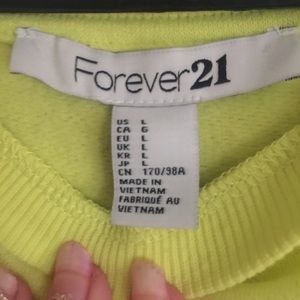 Forever21
US L
CA G
EU L
UK L
KR L
JP L
CN 170/98A
MADE IN
VIETNAM
FABRIQUÉ AU
VIETNAM